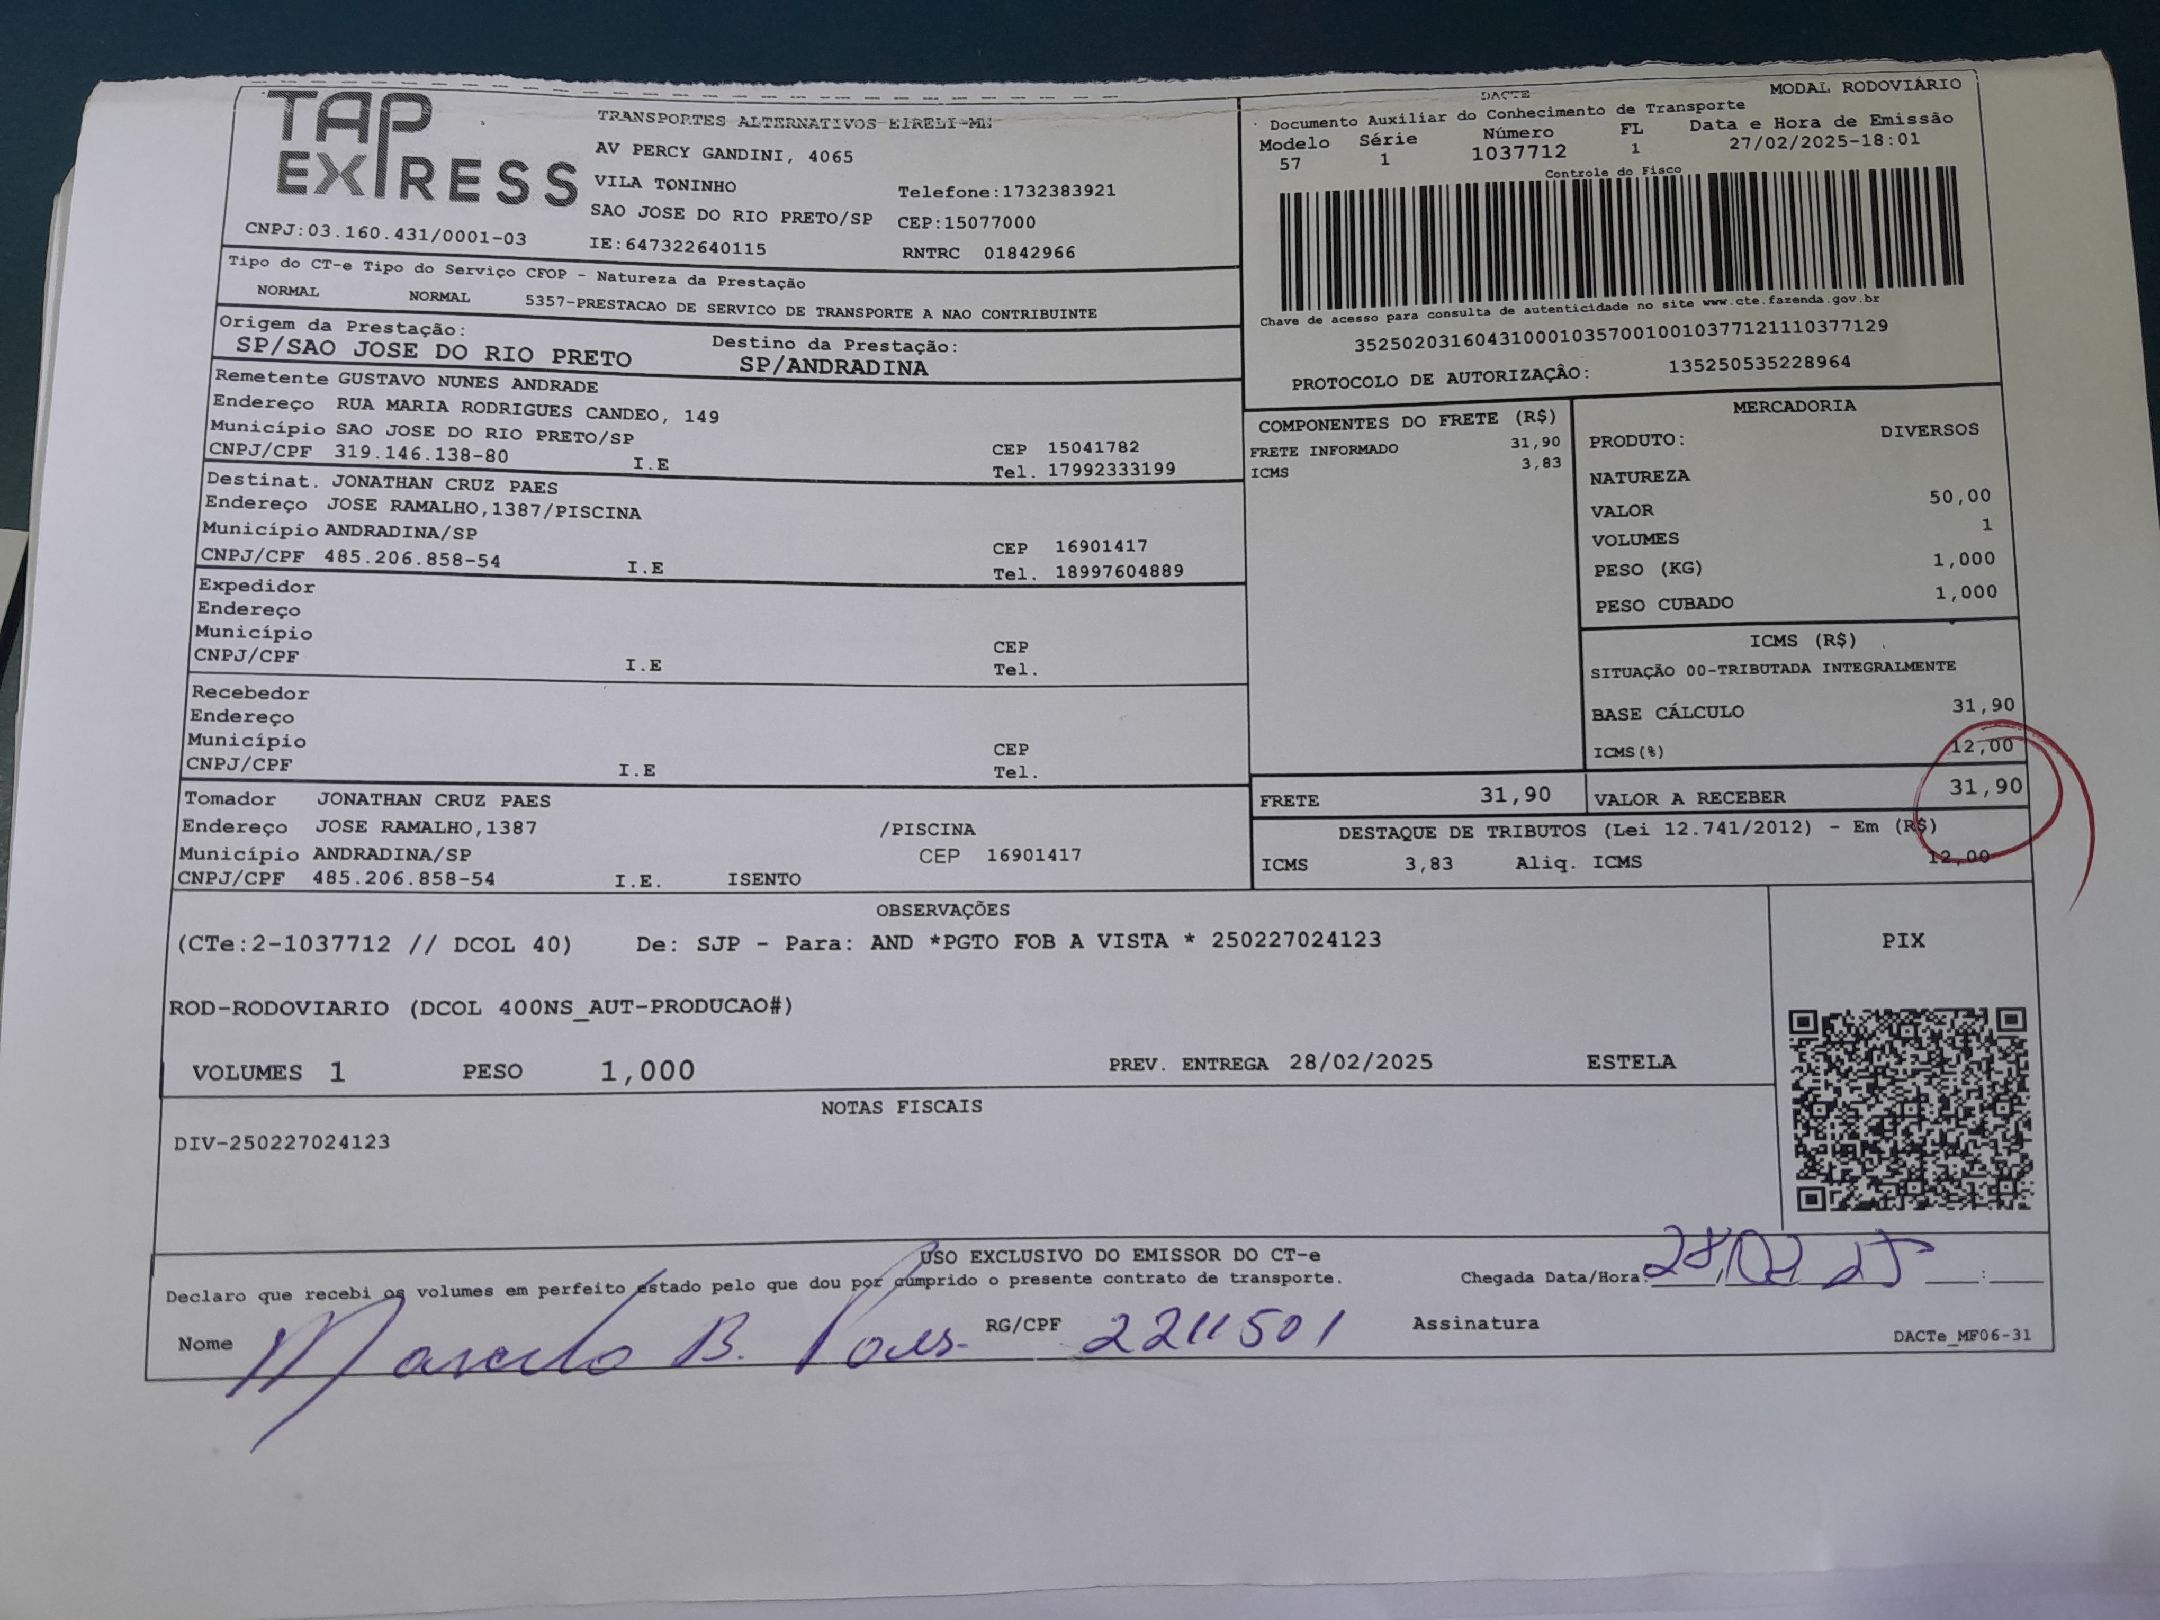 TAP EXPRESS
TRANSPORTES ALTERNATIVOS EIRELI-ME
AV PERCY GANDINI, 4065
VILA TONINHO Telefone:1732383921
SAO JOSE DO RIO PRETO/SP CEP:15077000
CNPJ:03.160.431/0001-03 IE:647322640115 RNTRC 01842966
DACTE MODAL RODOVIÁRIO
Documento Auxiliar do Conhecimento de Transporte
Modelo Série Número FL Data e Hora de Emissão
57 1 1037712 1 27/02/2025-18:01
Controle do Fisco
Chave de acesso para consulta de autenticidade no site www.cte.fazenda.gov.br
35250203160431000103570010010377121110377129
PROTOCOLO DE AUTORIZAÇÃO: 135250535228964
Tipo do CT-e Tipo do Serviço CFOP - Natureza da Prestação
NORMAL NORMAL 5357-PRESTACAO DE SERVICO DE TRANSPORTE A NAO CONTRIBUINTE
Origem da Prestação: Destino da Prestação:
SP/SAO JOSE DO RIO PRETO SP/ANDRADINA
Remetente GUSTAVO NUNES ANDRADE
Endereço RUA MARIA RODRIGUES CANDEO, 149
Município SAO JOSE DO RIO PRETO/SP CEP 15041782
CNPJ/CPF 319.146.138-80 I.E Tel. 17992333199
Destinat. JONATHAN CRUZ PAES
Endereço JOSE RAMALHO,1387/PISCINA
Município ANDRADINA/SP CEP 16901417
CNPJ/CPF 485.206.858-54 I.E Tel. 18997604889
Expedidor
Endereço
Município CEP
CNPJ/CPF I.E Tel.
Recebedor
Endereço
Município CEP
CNPJ/CPF I.E Tel.
Tomador JONATHAN CRUZ PAES
Endereço JOSE RAMALHO,1387 /PISCINA
Município ANDRADINA/SP CEP 16901417
CNPJ/CPF 485.206.858-54 I.E. ISENTO
COMPONENTES DO FRETE (R$)
FRETE INFORMADO 31,90
ICMS 3,83
MERCADORIA
PRODUTO: DIVERSOS
NATUREZA
VALOR 50,00
VOLUMES 1
PESO (KG) 1,000
PESO CUBADO 1,000
ICMS (R$)
SITUAÇÃO 00-TRIBUTADA INTEGRALMENTE
BASE CÁLCULO 31,90
ICMS(%) 12,00
FRETE 31,90 VALOR A RECEBER 31,90
DESTAQUE DE TRIBUTOS (Lei 12.741/2012) - Em (R$)
ICMS 3,83 Aliq. ICMS 12,00
OBSERVAÇÕES
(CTe:2-1037712 // DCOL 40) De: SJP - Para: AND *PGTO FOB A VISTA * 250227024123
ROD-RODOVIARIO (DCOL 400NS_AUT-PRODUCAO#)
VOLUMES 1 PESO 1,000 PREV. ENTREGA 28/02/2025 ESTELA
PIX
NOTAS FISCAIS
DIV-250227024123
USO EXCLUSIVO DO EMISSOR DO CT-e
Declaro que recebi os volumes em perfeito estado pelo que dou por cumprido o presente contrato de transporte. Chegada Data/Hora: 28/02 25 :
Nome Marcelo B. Paes RG/CPF 2211501 Assinatura
DACTe_MF06-31